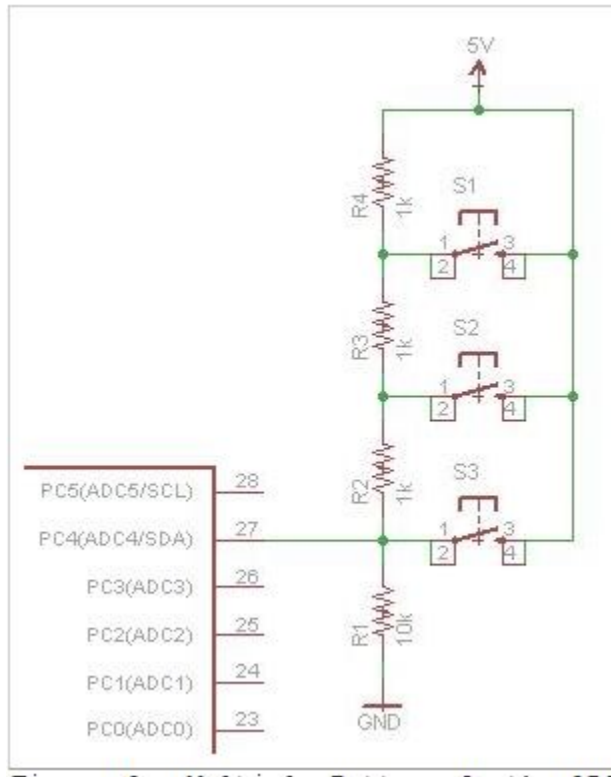 5V
R4
1k
S1
1 3
2 4
R3
1k
S2
1 3
2 4
R2
1k
S3
1 3
2 4
PC5(ADC5/SCL) 28
PC4(ADC4/SDA) 27
PC3(ADC3) 26
PC2(ADC2) 25
PC1(ADC1) 24
PC0(ADC0) 23
R1
10k
GND